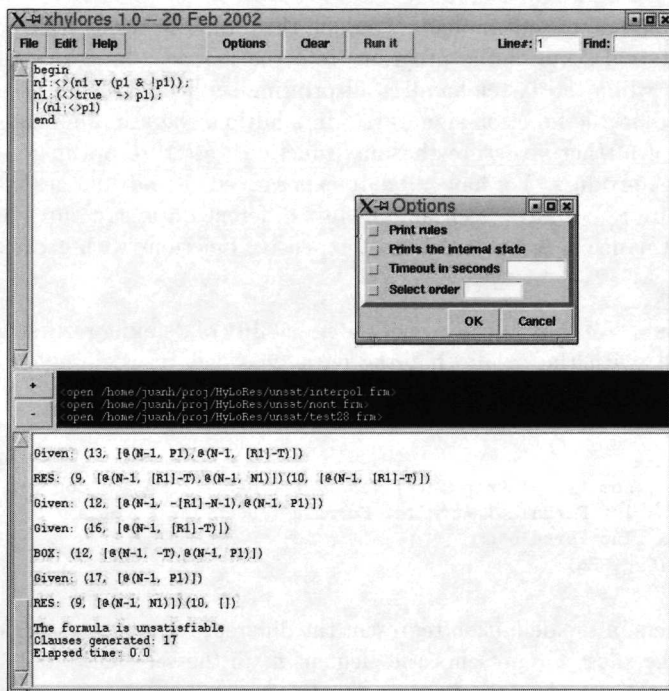 xhylores 1.0 – 20 Feb 2002
File Edit Help Options Clear Run it Line#: 1 Find:
begin
n1:<>(n1 v (p1 & !p1));
n1:(<>true -> p1);
!(n1:<>p1)
end
Options
Print rules
Prints the internal state
Timeout in seconds
Select order
OK Cancel
+
-
<open /home/juanh/proj/HyLoRes/unsat/interpol.frm>
<open /home/juanh/proj/HyLoRes/unsat/nont.frm>
<open /home/juanh/proj/HyLoRes/unsat/test28.frm>
Given: (13, [@(N-1, P1),@(N-1, [R1]-T)])
RES: (9, [@(N-1, [R1]-T),@(N-1, N1)])(10, [@(N-1, [R1]-T)])
Given: (12, [@(N-1, -[R1]-N-1),@(N-1, P1)])
Given: (16, [@(N-1, [R1]-T)])
BOX: (12, [@(N-1, -T),@(N-1, P1)])
Given: (17, [@(N-1, P1)])
RES: (9, [@(N-1, N1)])(10, [])
The formula is unsatisfiable
Clauses generated: 17
Elapsed time: 0.0